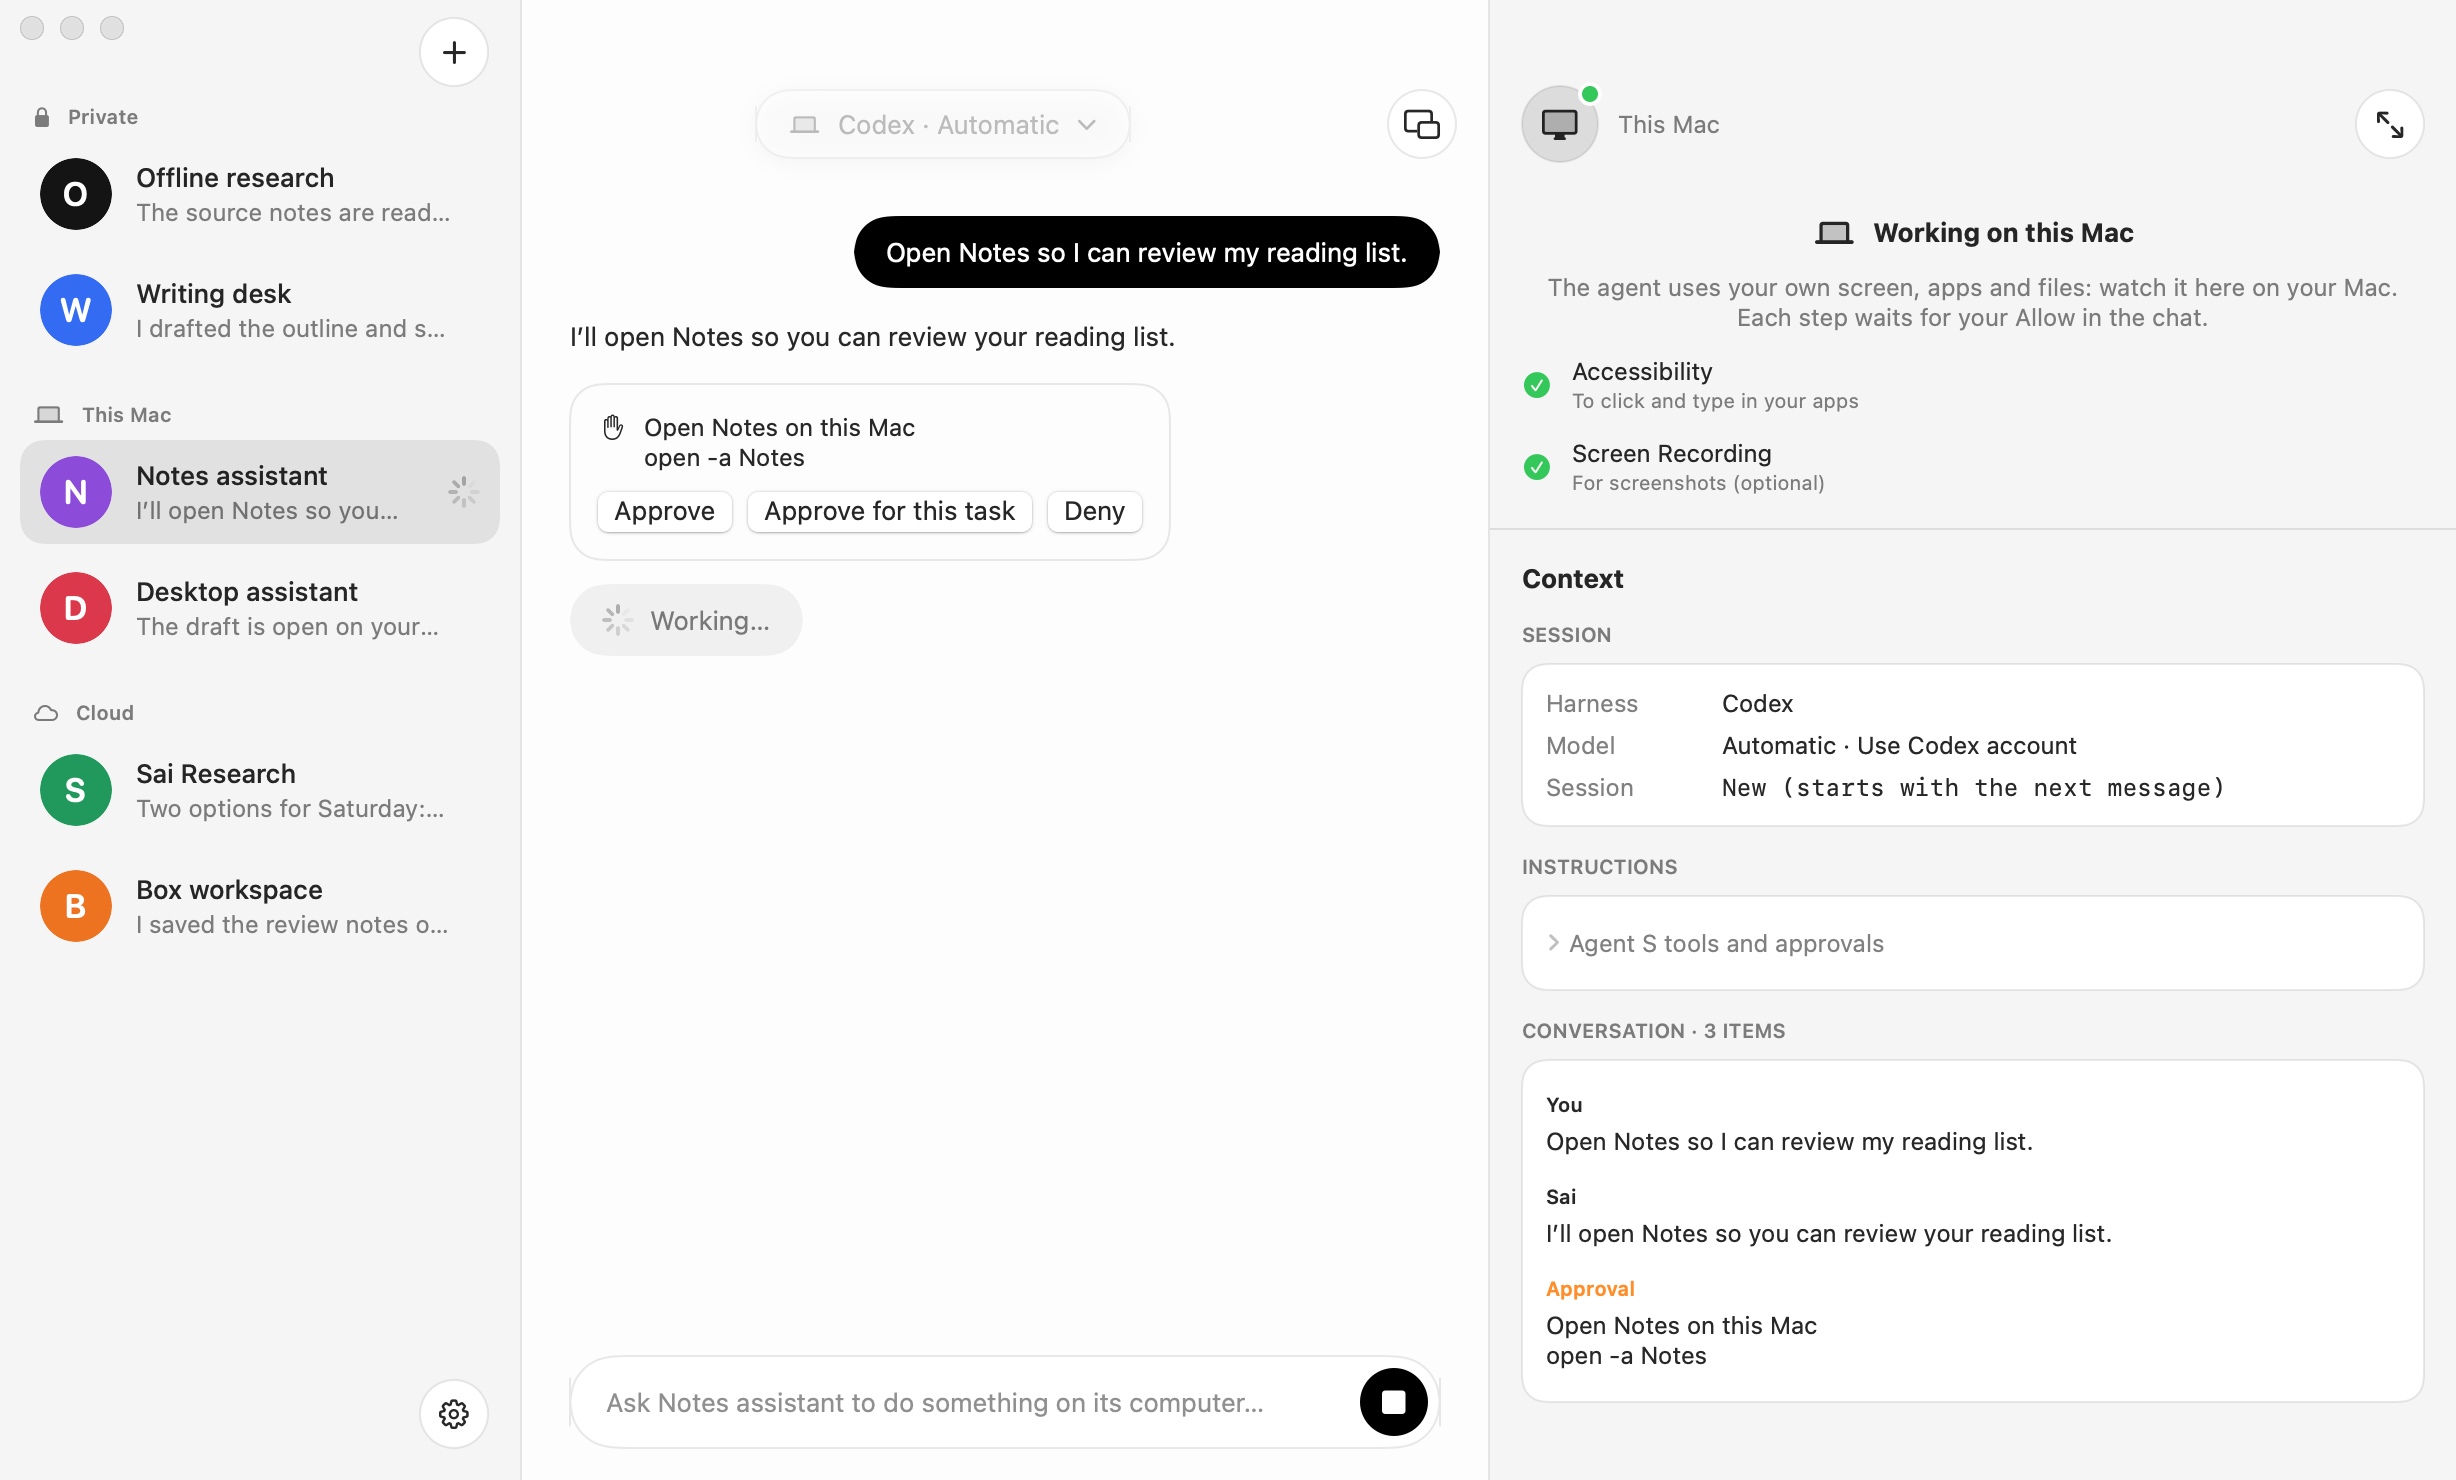 Private
O
Offline research
The source notes are read...
W
Writing desk
I drafted the outline and s...
This Mac
N
Notes assistant
I’ll open Notes so you...
D
Desktop assistant
The draft is open on your...
Cloud
S
Sai Research
Two options for Saturday:...
B
Box workspace
I saved the review notes o...
Codex · Automatic
Open Notes so I can review my reading list.
I’ll open Notes so you can review your reading list.
Open Notes on this Mac
open -a Notes
Approve
Approve for this task
Deny
Working...
Ask Notes assistant to do something on its computer...
This Mac
Working on this Mac
The agent uses your own screen, apps and files: watch it here on your Mac.
Each step waits for your Allow in the chat.
Accessibility
To click and type in your apps
Screen Recording
For screenshots (optional)
Context
SESSION
Harness Codex
Model Automatic · Use Codex account
Session New (starts with the next message)
INSTRUCTIONS
Agent S tools and approvals
CONVERSATION · 3 ITEMS
You
Open Notes so I can review my reading list.
Sai
I’ll open Notes so you can review your reading list.
Approval
Open Notes on this Mac
open -a Notes